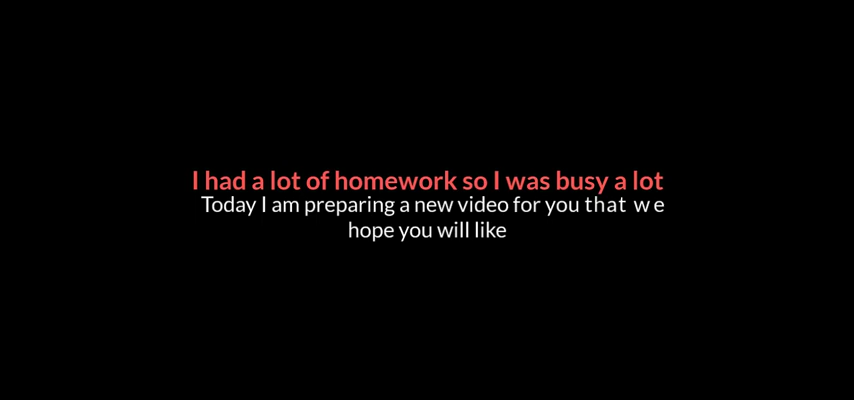 I had a lot of homework so I was busy a lot
Today I am preparing a new video for you that we
hope you will like